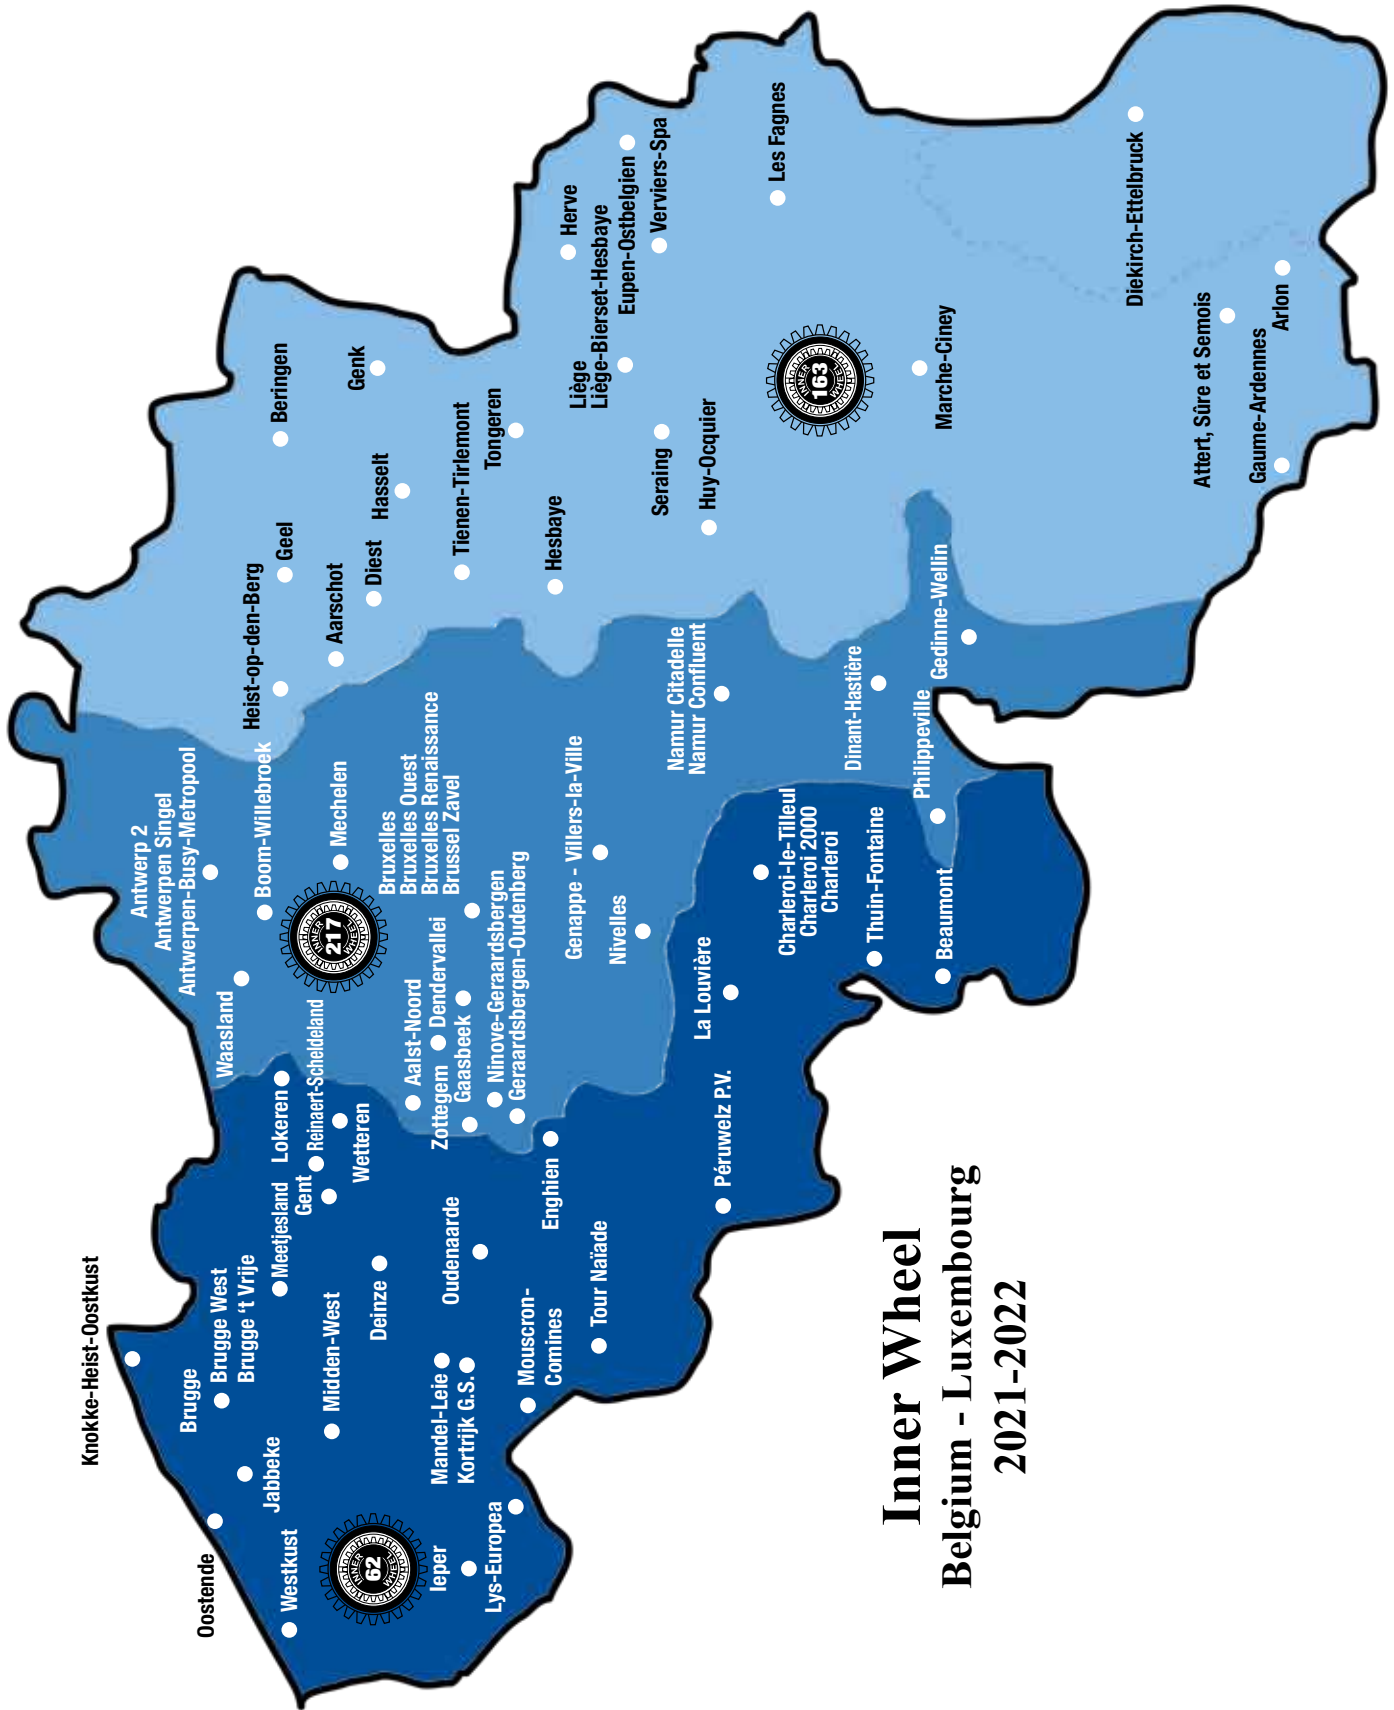 Knokke-Heist-Oostkust
Oostende
Westkust
Brugge
Brugge West
Brugge ‘t Vrije
Jabbeke
Midden-West
Meetjesland
Gent
Lokeren
Reinaert-Scheldeland
Wetteren
Deinze
Oudenaarde
Mandel-Leie
Kortrijk G.S.
Ieper
Lys-Europea
Mouscron-
Comines
Tour Naïade
Enghien
Péruwelz P.V.
La Louvière
Charleroi-le-Tilleul
Charleroi 2000
Charleroi
Thuin-Fontaine
Beaumont
INNER
62
WHEEL
Antwerp 2
Antwerpen Singel
Antwerpen-Busy-Metropool
Waasland
Boom-Willebroek
Mechelen
INNER
217
WHEEL
Bruxelles
Bruxelles Ouest
Bruxelles Renaissance
Brussel Zavel
Aalst-Noord
Dendervallei
Zottegem
Gaasbeek
Ninove-Geraardsbergen
Geraardsbergen-Oudenberg
Genappe - Villers-la-Ville
Nivelles
Namur Citadelle
Namur Confluent
Dinant-Hastière
Philippeville
Gedinne-Wellin
Heist-op-den-Berg
Geel
Aarschot
Diest
Beringen
Genk
Hasselt
Tienen-Tirlemont
Tongeren
Hesbaye
Herve
Liège
Liège-Bierset-Hesbaye
Eupen-Ostbelgien
Verviers-Spa
Seraing
Huy-Ocquier
Les Fagnes
INNER
163
WHEEL
Marche-Ciney
Diekirch-Ettelbruck
Attert, Sûre et Semois
Gaume-Ardennes
Arlon
Inner Wheel
Belgium - Luxembourg
2021-2022